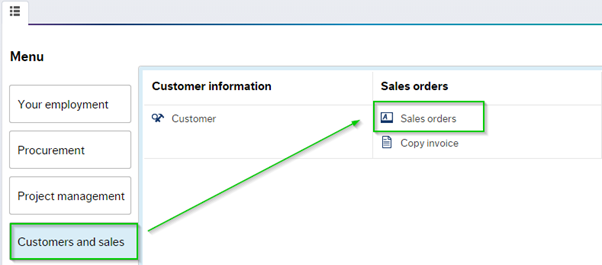 Menu
Your employment
Procurement
Project management
Customers and sales
Customer information
Customer
Sales orders
Sales orders
Copy invoice